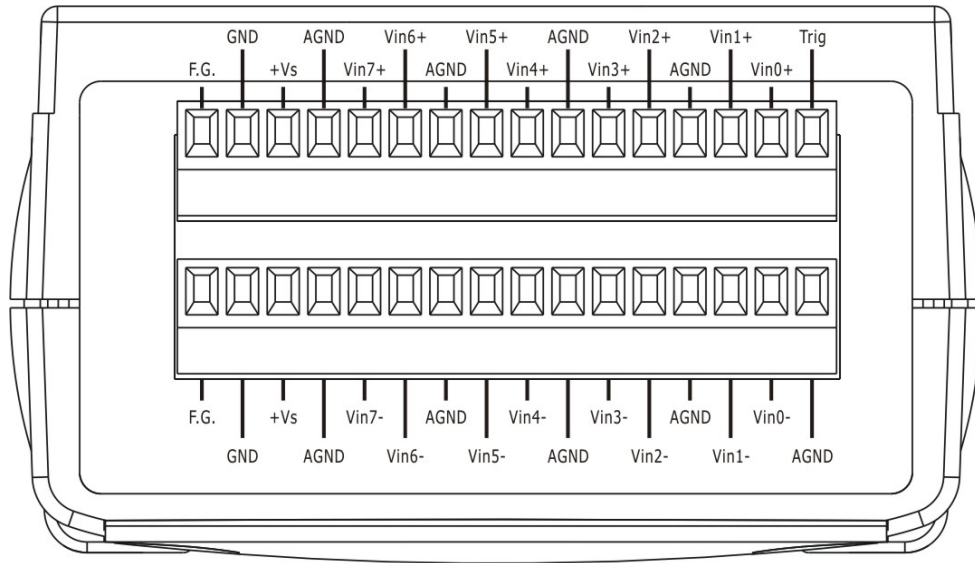 GND AGND Vin6+ Vin5+ AGND Vin2+ Vin1+ Trig
F.G. +Vs Vin7+ AGND Vin4+ Vin3+ AGND Vin0+
F.G. +Vs Vin7- AGND Vin4- Vin3- AGND Vin0-
GND AGND Vin6- Vin5- AGND Vin2- Vin1- AGND